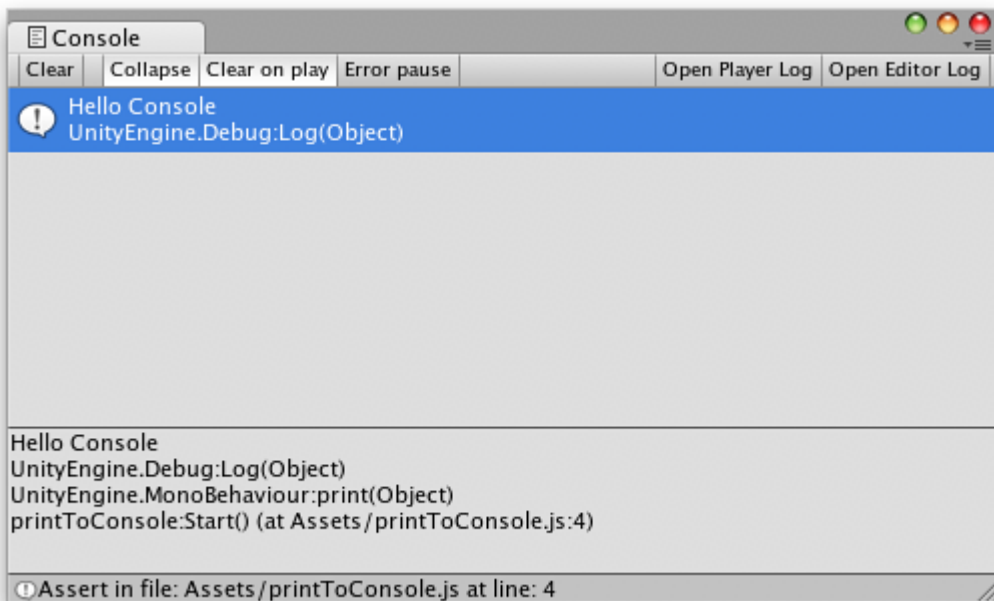 Console
Clear Collapse Clear on play Error pause Open Player Log Open Editor Log
Hello Console
UnityEngine.Debug:Log(Object)
Hello Console
UnityEngine.Debug:Log(Object)
UnityEngine.MonoBehaviour:print(Object)
printToConsole:Start() (at Assets/printToConsole.js:4)
Assert in file: Assets/printToConsole.js at line: 4